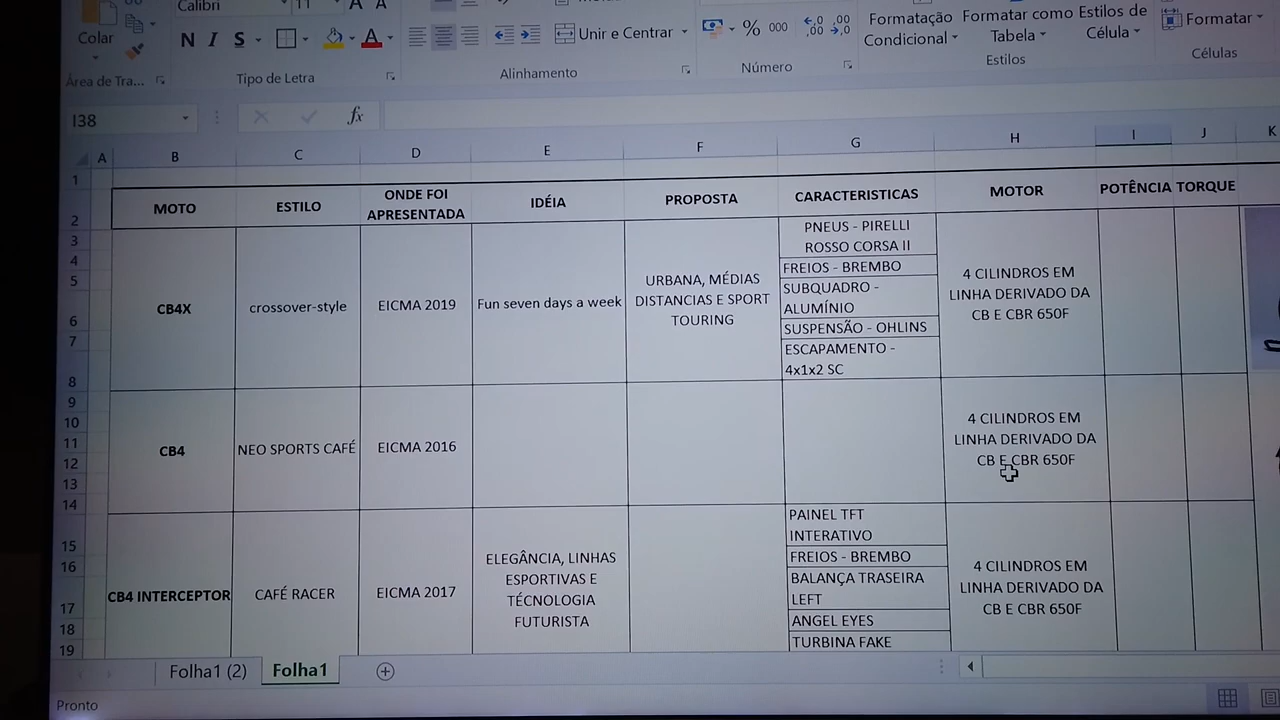 Calibri
11
A A
Colar
N I S
A
Unir e Centrar
% 000
Formatação
Condicional
Formatar como
Tabela
Estilos de
Célula
Formatar
Área de Tra...
Tipo de Letra
Alinhamento
Número
Estilos
Células
I38
fx
A B C D E F G H I J K
1
2
MOTO
ESTILO
ONDE FOI
APRESENTADA
IDÉIA
PROPOSTA
CARACTERISTICAS
MOTOR
POTÊNCIA
TORQUE
3
4
5
6
7
8
CB4X
crossover-style
EICMA 2019
Fun seven days a week
URBANA, MÉDIAS
DISTANCIAS E SPORT
TOURING
PNEUS - PIRELLI
ROSSO CORSA II
FREIOS - BREMBO
SUBQUADRO -
ALUMÍNIO
SUSPENSÃO - OHLINS
ESCAPAMENTO -
4x1x2 SC
4 CILINDROS EM
LINHA DERIVADO DA
CB E CBR 650F
9
10
11
12
13
14
CB4
NEO SPORTS CAFÉ
EICMA 2016
4 CILINDROS EM
LINHA DERIVADO DA
CB E CBR 650F
15
16
17
18
19
CB4 INTERCEPTOR
CAFÉ RACER
EICMA 2017
ELEGÂNCIA, LINHAS
ESPORTIVAS E
TÉCNOLOGIA
FUTURISTA
PAINEL TFT
INTERATIVO
FREIOS - BREMBO
BALANÇA TRASEIRA
LEFT
ANGEL EYES
TURBINA FAKE
4 CILINDROS EM
LINHA DERIVADO DA
CB E CBR 650F
Folha1 (2)
Folha1
Pronto